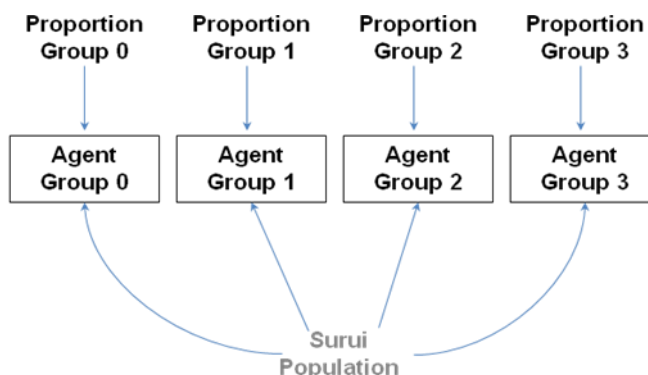 Proportion Group 0
Proportion Group 1
Proportion Group 2
Proportion Group 3
Agent Group 0
Agent Group 1
Agent Group 2
Agent Group 3
Surui
Population